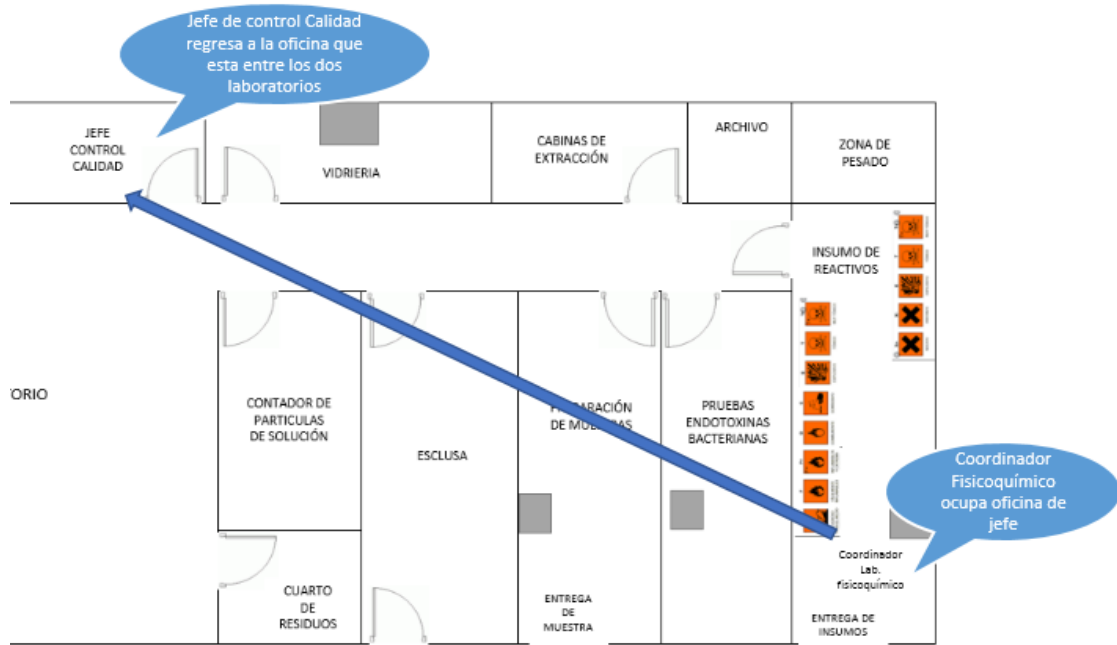 Jefe de control Calidad
regresa a la oficina que
esta entre los dos
laboratorios
JEFE
CONTROL
CALIDAD
VIDRIERIA
CABINAS DE
EXTRACCIÓN
ARCHIVO
ZONA DE
PESADO
INSUMO DE
REACTIVOS
ORIO
CONTADOR DE
PARTICULAS
DE SOLUCIÓN
ESCLUSA
DE
PRUEBAS
ENDOTOXINAS
BACTERIANAS
Coordinador
Fisicoquímico
ocupa oficina de
jefe
Coordinador
Lab.
fisicoquímico
CUARTO
DE
RESIDUOS
ENTREGA
DE
MUESTRA
ENTREGA DE
INSUMOS